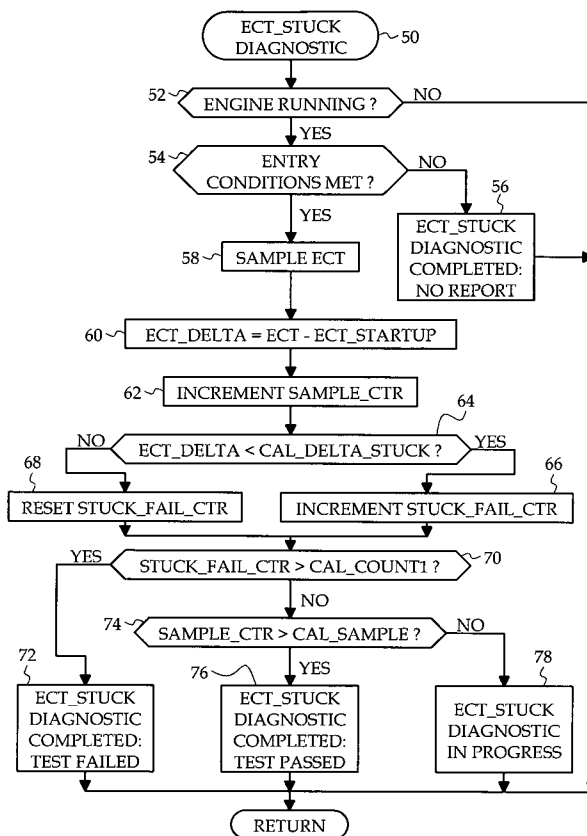 ECT_STUCK
DIAGNOSTIC
50
52
ENGINE RUNNING ?
NO
YES
54
ENTRY
CONDITIONS MET ?
NO
YES
56
ECT_STUCK
DIAGNOSTIC
COMPLETED:
NO REPORT
58
SAMPLE ECT
60
ECT_DELTA = ECT - ECT_STARTUP
62
INCREMENT SAMPLE_CTR
64
NO
ECT_DELTA < CAL_DELTA_STUCK ?
YES
68
RESET STUCK_FAIL_CTR
66
INCREMENT STUCK_FAIL_CTR
YES
STUCK_FAIL_CTR > CAL_COUNT1 ?
70
NO
74
SAMPLE_CTR > CAL_SAMPLE ?
NO
YES
72
ECT_STUCK
DIAGNOSTIC
COMPLETED:
TEST FAILED
76
ECT_STUCK
DIAGNOSTIC
COMPLETED:
TEST PASSED
78
ECT_STUCK
DIAGNOSTIC
IN PROGRESS
RETURN